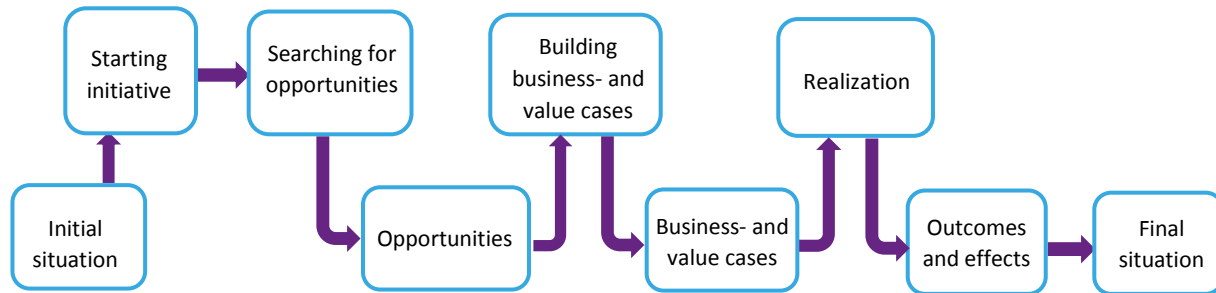 Starting
initiative
Searching for
opportunities
Building
business- and
value cases
Realization
Initial
situation
Opportunities
Business- and
value cases
Outcomes
and effects
Final
situation